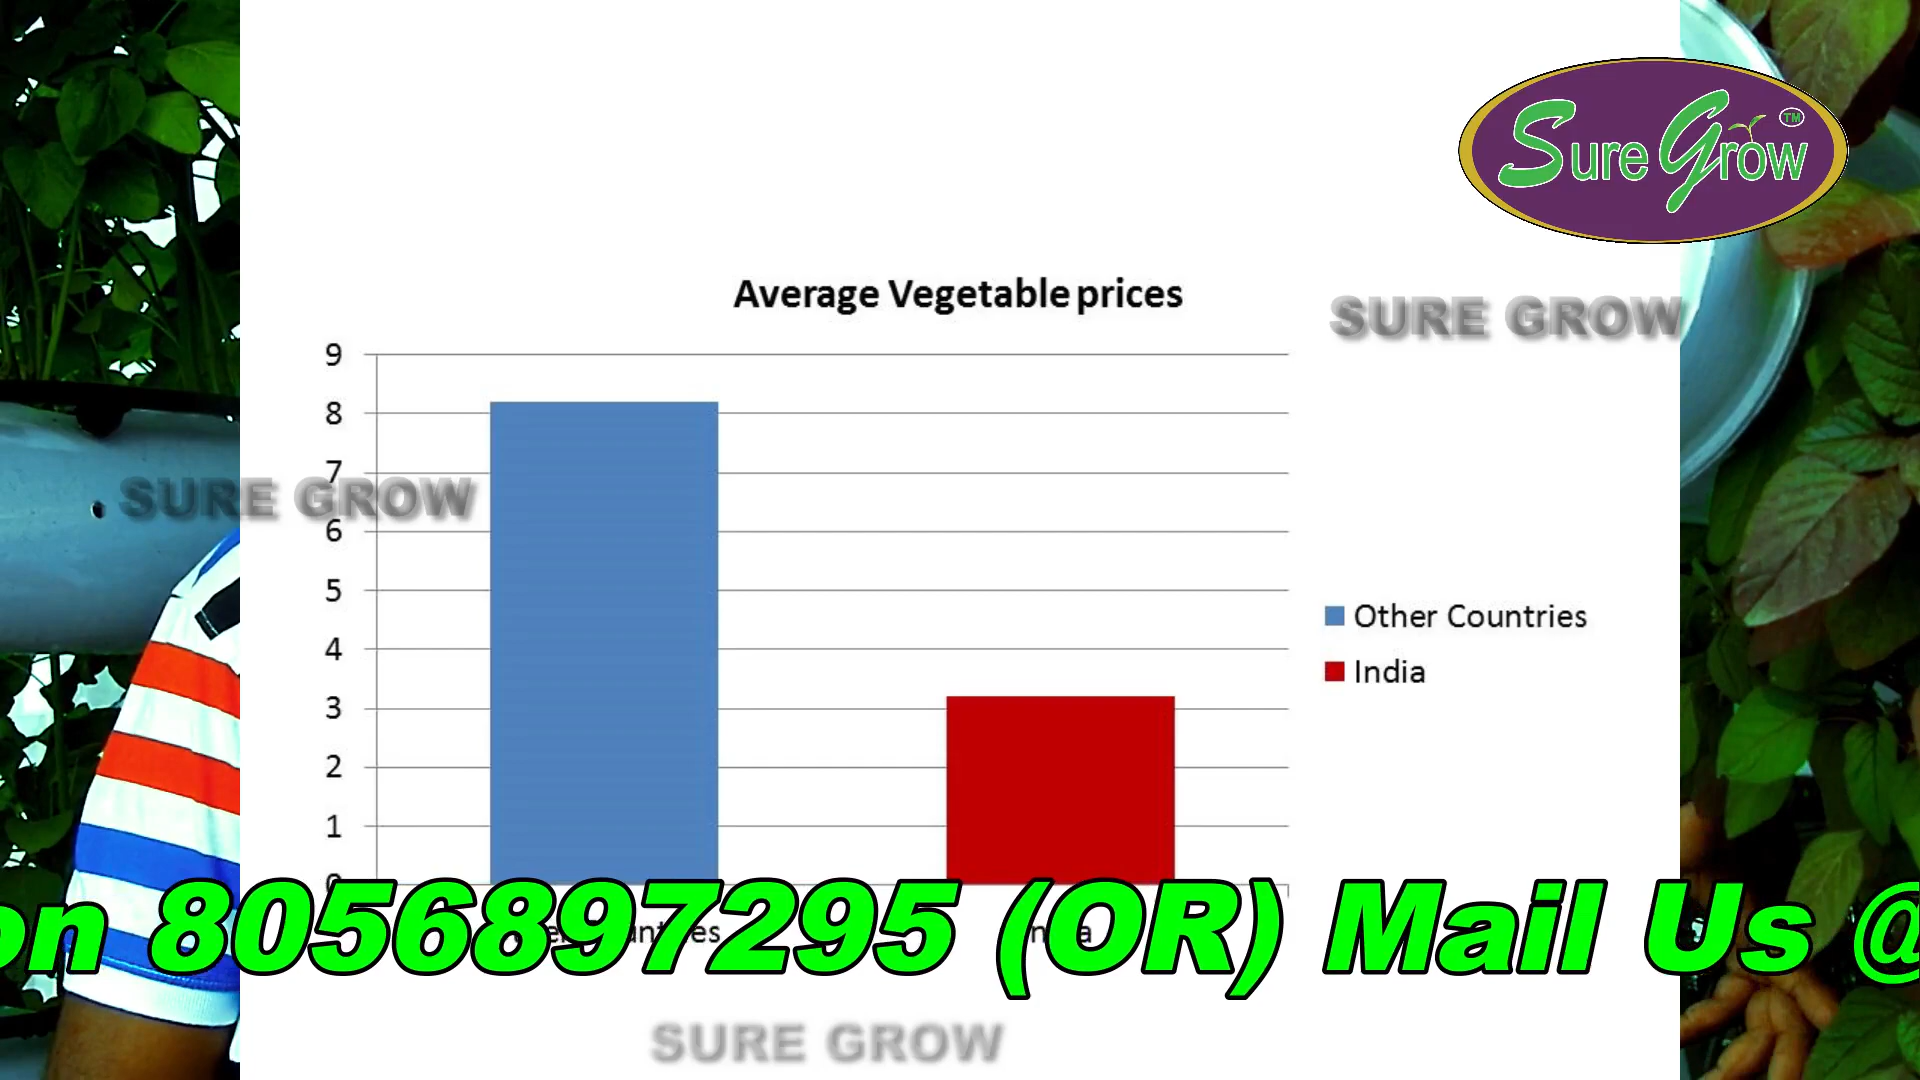 Sure Grow TM
Average Vegetable prices
SURE GROW
9
8
7
6
5
4
3
2
1
SURE GROW
Other Countries
India
on 8056897295 (OR) Mail Us @
SURE GROW